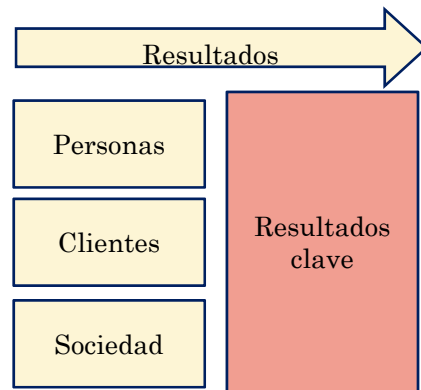 Resultados
Personas
Clientes
Sociedad
Resultados
clave